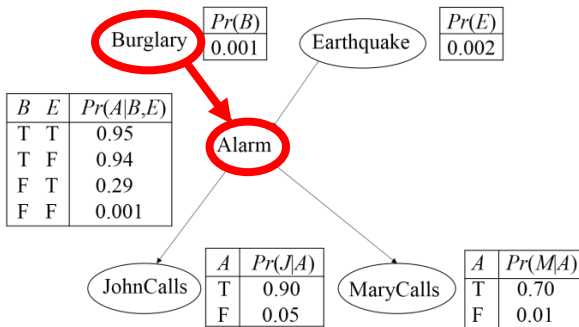 Burglary
Pr(B)
0.001
Earthquake
Pr(E)
0.002
B E Pr(A|B,E)
T T 0.95
T F 0.94
F T 0.29
F F 0.001
Alarm
JohnCalls
A Pr(J|A)
T 0.90
F 0.05
MaryCalls
A Pr(M|A)
T 0.70
F 0.01